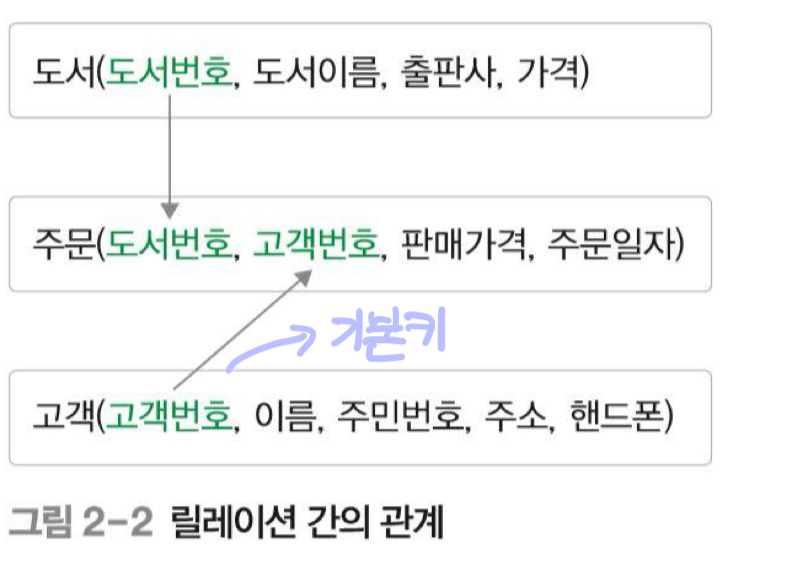 도서(도서번호, 도서이름, 출판사, 가격)
주문(도서번호, 고객번호, 판매가격, 주문일자)
기본키
고객(고객번호, 이름, 주민번호, 주소, 핸드폰)
그림 2-2 릴레이션 간의 관계